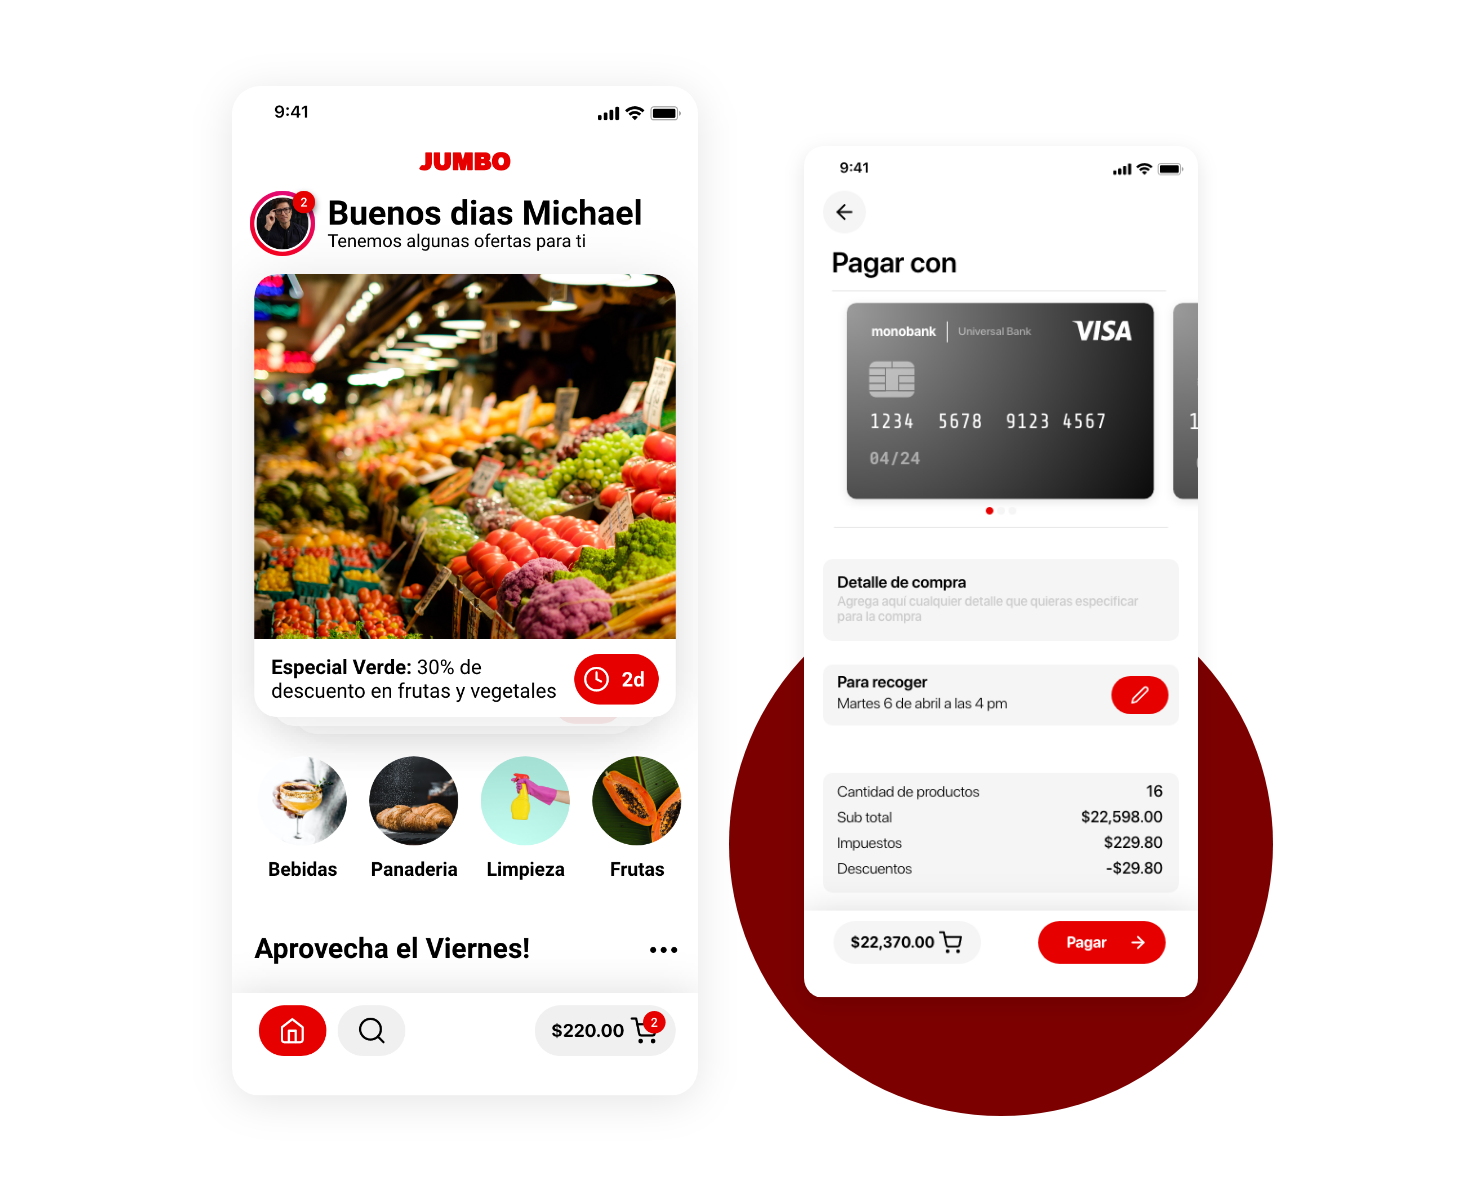 9:41
JUMBO
2
Buenos dias Michael
Tenemos algunas ofertas para ti
Especial Verde: 30% de
descuento en frutas y vegetales
2d
Bebidas
Panaderia
Limpieza
Frutas
Aprovecha el Viernes!
$220.00
2
9:41
Pagar con
monobank
Universal Bank
VISA
1234 5678 9123 4567
04/24
1
Detalle de compra
Agrega aquí cualquier detalle que quieras especificar
para la compra
Para recoger
Martes 6 de abril a las 4 pm
Cantidad de productos 16
Sub total $22,598.00
Impuestos $229.80
Descuentos -$29.80
$22,370.00
Pagar